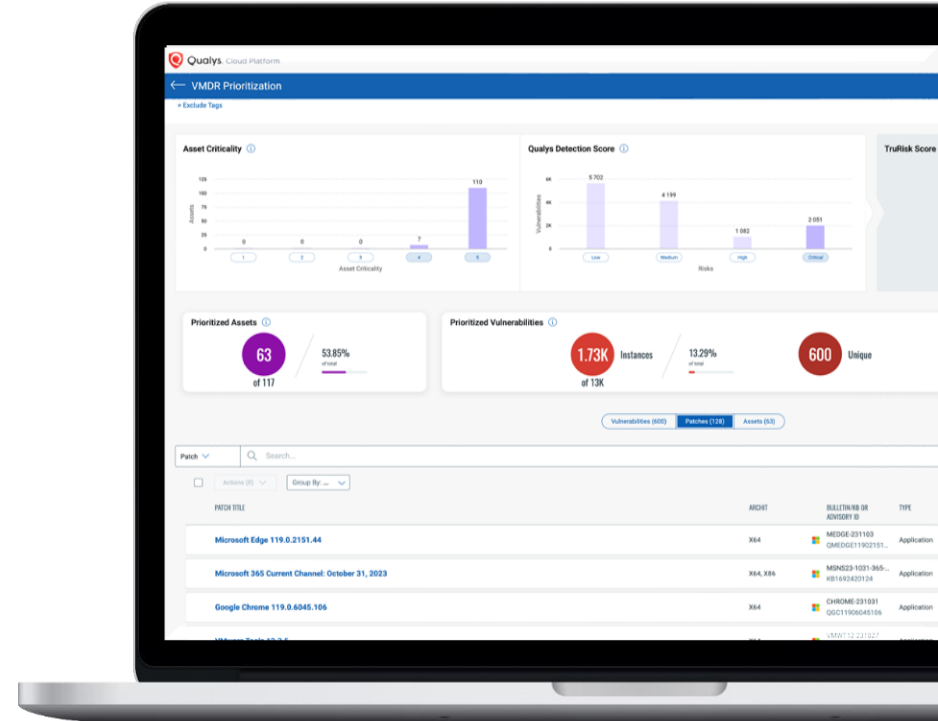 Qualys. Cloud Platform
← VMDR Prioritization
+ Exclude Tags
Asset Criticality
125
100
75
50
25
0
Assets
0
0
0
7
110
1
2
3
4
5
Asset Criticality
Qualys Detection Score
6K
4K
2K
0
Vulnerabilities
5 702
4 199
1 082
2 051
Low
Medium
High
Critical
Risks
TruRisk Score
Prioritized Assets
63
of 117
53.85%
of total
Prioritized Vulnerabilities
1.73K Instances
of 13K
13.29%
of total
600 Unique
Vulnerabilities (600) Patches (128) Assets (63)
Patch Search...
Actions (0) Group By: ...
PATCH TITLE ARCHIT BULLETIN/KB OR ADVISORY ID TYPE
Microsoft Edge 119.0.2151.44 X64 MEDGE-231103 Application
QMEDGE11902151...
Microsoft 365 Current Channel: October 31, 2023 X64, X86 MSNS23-1031-365-... Application
KB1692420124
Google Chrome 119.0.6045.106 X64 CHROME-231031 Application
QGC11906045106